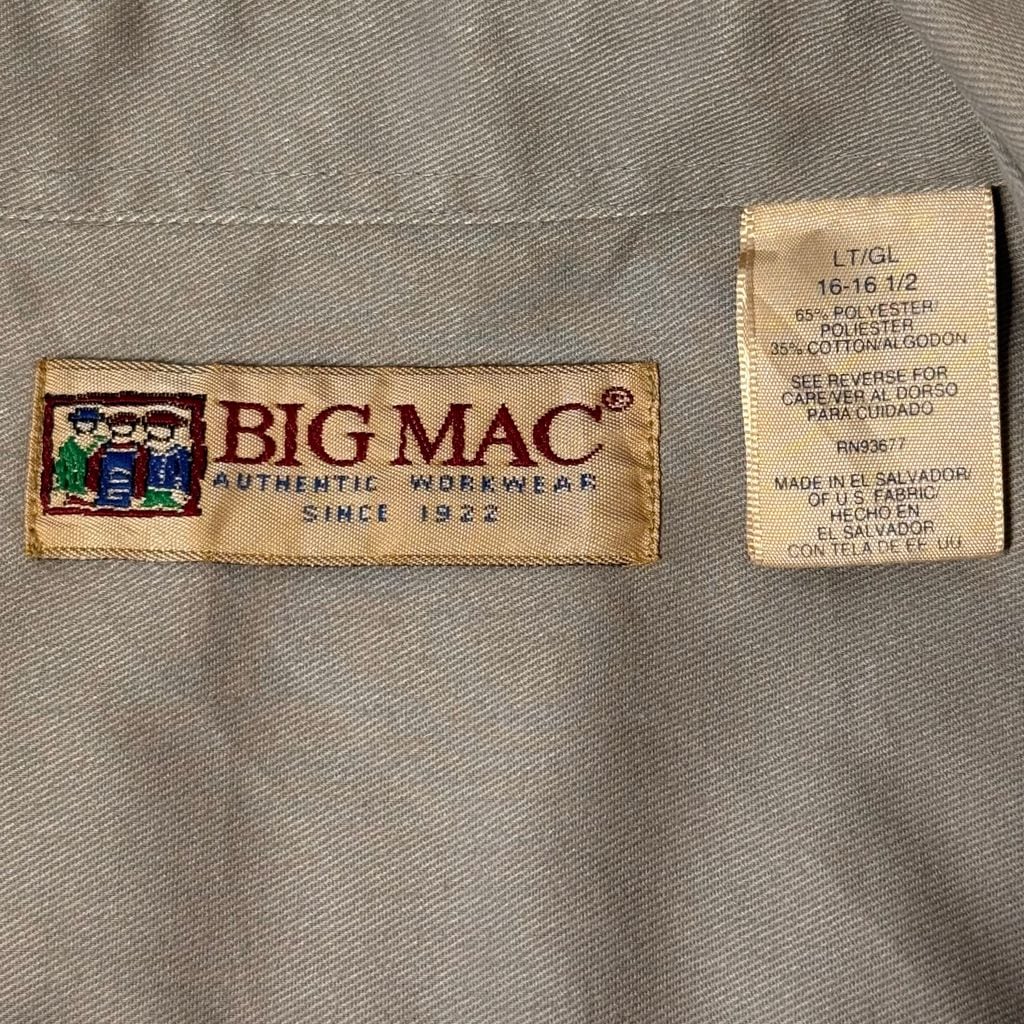 BIG MAC®
AUTHENTIC WORKWEAR
SINCE 1922
LT/GL
16-16 1/2
65% POLYESTER/
POLIESTER
35% COTTON/ALGODON
SEE REVERSE FOR
CARE/VER AL DORSO
PARA CUIDADO
RN93677
MADE IN EL SALVADOR/
OF U.S. FABRIC/
HECHO EN
EL SALVADOR
CON TELA DE EE. UU.